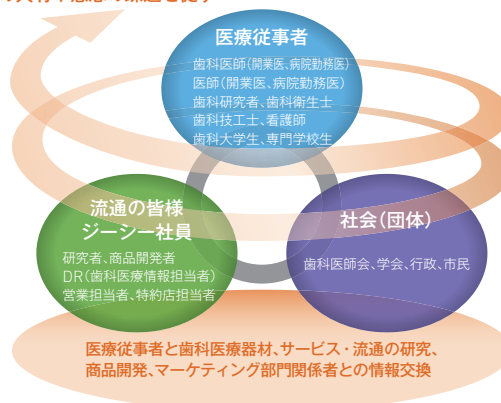 医療従事者
歯科医師（開業医、病院勤務医）
医師（開業医、病院勤務医）
歯科研究者、歯科衛生士
歯科技工士、看護師
歯科大学生、専門学校生
流通の皆様
ジーシー社員
研究者、商品開発者
DR（歯科医療情報担当者）
営業担当者、特約店担当者
社会（団体）
歯科医師会、学会、行政、市民
医療従事者と歯科医療器材、サービス・流通の研究、
商品開発、マーケティング部門関係者との情報交換